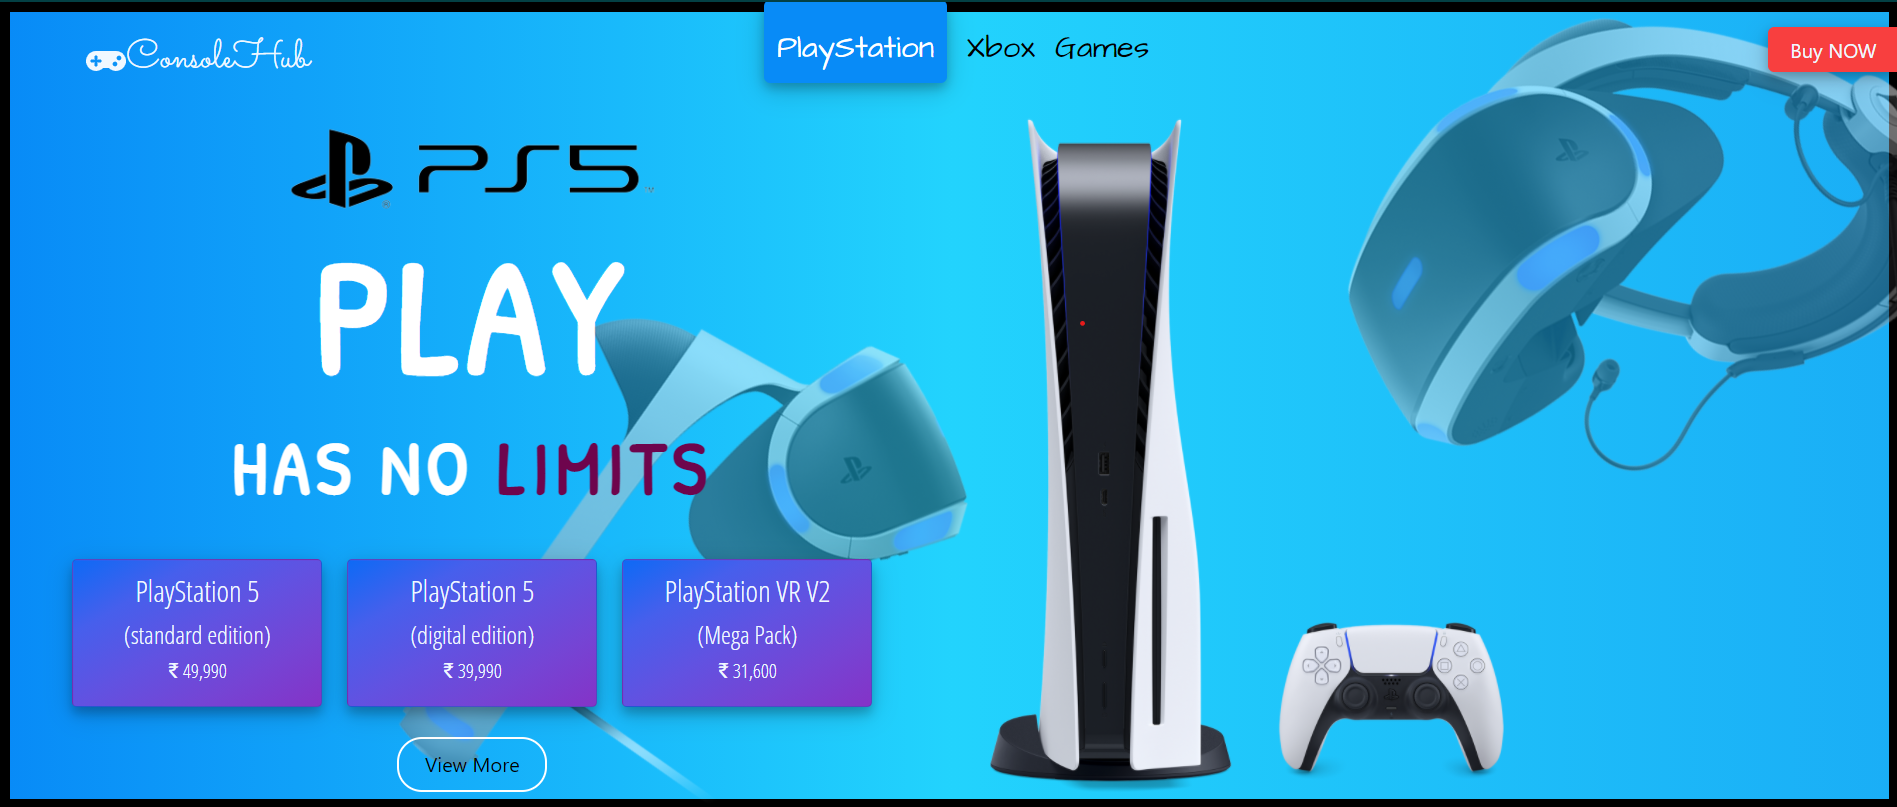 ConsoleHub
PlayStation Xbox Games
Buy NOW
PS5
PLAY
HAS NO LIMITS
PlayStation 5
(standard edition)
₹ 49,990
PlayStation 5
(digital edition)
₹ 39,990
PlayStation VR V2
(Mega Pack)
₹ 31,600
View More